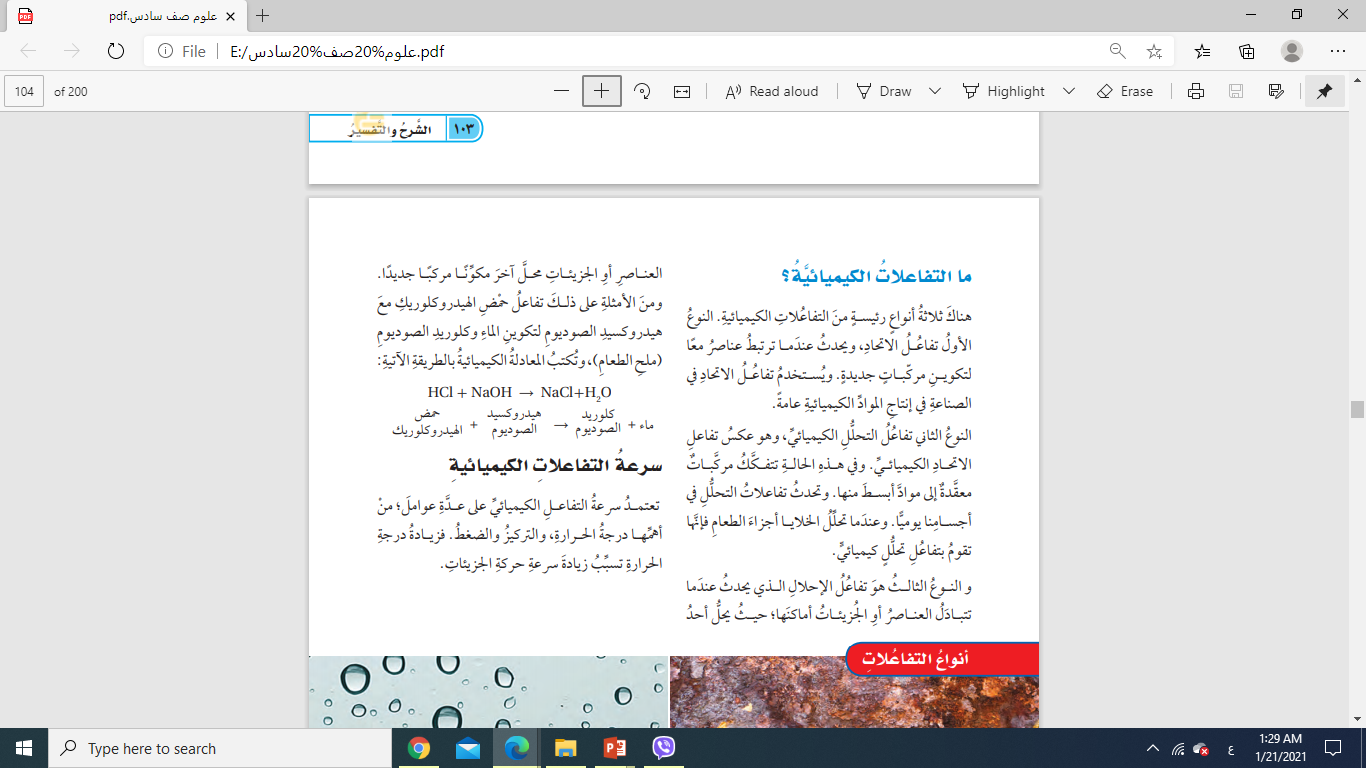 علوم صف سادس.pdf
File
E:/علوم%20صف%20سادس.pdf
104
of 200
Read aloud
Draw
Highlight
Erase
١٠٣ الشَّرحُ والتَّفسيرُ
ما التفاعلاتُ الكيميائيَّةُ؟
هناكَ ثلاثةُ أنواعٍ رئيسةٍ منَ التفاعُلاتِ الكيميائيةِ. النوعُ
الأولُ تفاعُلُ الاتحادِ، ويحدثُ عندَما ترتبطُ عناصرُ معًا
لتكوينِ مركّباتٍ جديدةٍ. ويُستخدمُ تفاعُلُ الاتحادِ في
الصناعةِ في إنتاجِ الموادِّ الكيميائيةِ عامةً.
النوعُ الثاني تفاعُلُ التحلُّلِ الكيميائيِّ، وهو عكسُ تفاعلِ
الاتحادِ الكيميائيِّ. وفي هذهِ الحالةِ تتفكَّكُ مركَّباتٌ
معقَّدةٌ إلى موادَّ أبسطَ منها. وتحدثُ تفاعلاتُ التحلُّلِ في
أجسامِنا يوميًّا. وعندَما تحلِّلُ الخلايا أجزاءَ الطعامِ فإنَّها
تقومُ بتفاعُلِ تحلُّلٍ كيميائيٍّ.
و النوعُ الثالثُ هوَ تفاعُلُ الإحلالِ الذي يحدثُ عندَما
تتبادَلُ العناصرُ أوِ الجُزيئاتُ أماكنَها؛ حيثُ يحلُّ أحدُ
العناصرِ أوِ الجزيئاتِ محلَّ آخرَ مكوِّنًا مركبًا جديدًا.
ومنَ الأمثلةِ على ذلكَ تفاعلُ حمْضِ الهيدروكلوريكِ معَ
هيدروكسيدِ الصوديومِ لتكوينِ الماءِ وكلوريدِ الصوديومِ
(ملحِ الطعامِ)، وتُكتبُ المعادلةُ الكيميائيةُ بالطريقةِ الآتيةِ:
HCl + NaOH → NaCl+H₂O
حمض الهيدروكلوريك + هيدروكسيد الصوديوم → كلوريد الصوديوم + ماء
سرعةُ التفاعلاتِ الكيميائيةِ
تعتمدُ سرعةُ التفاعلِ الكيميائيِّ على عدَّةِ عواملَ؛ منْ
أهمِّها درجةُ الحرارةِ، والتركيزُ والضغطُ. فزيادةُ درجةِ
الحرارةِ تسبِّبُ زيادةَ سرعةِ حركةِ الجزيئاتِ.
أنواعُ التفاعُلاتِ
Type here to search
ع
1:29 AM
1/21/2021